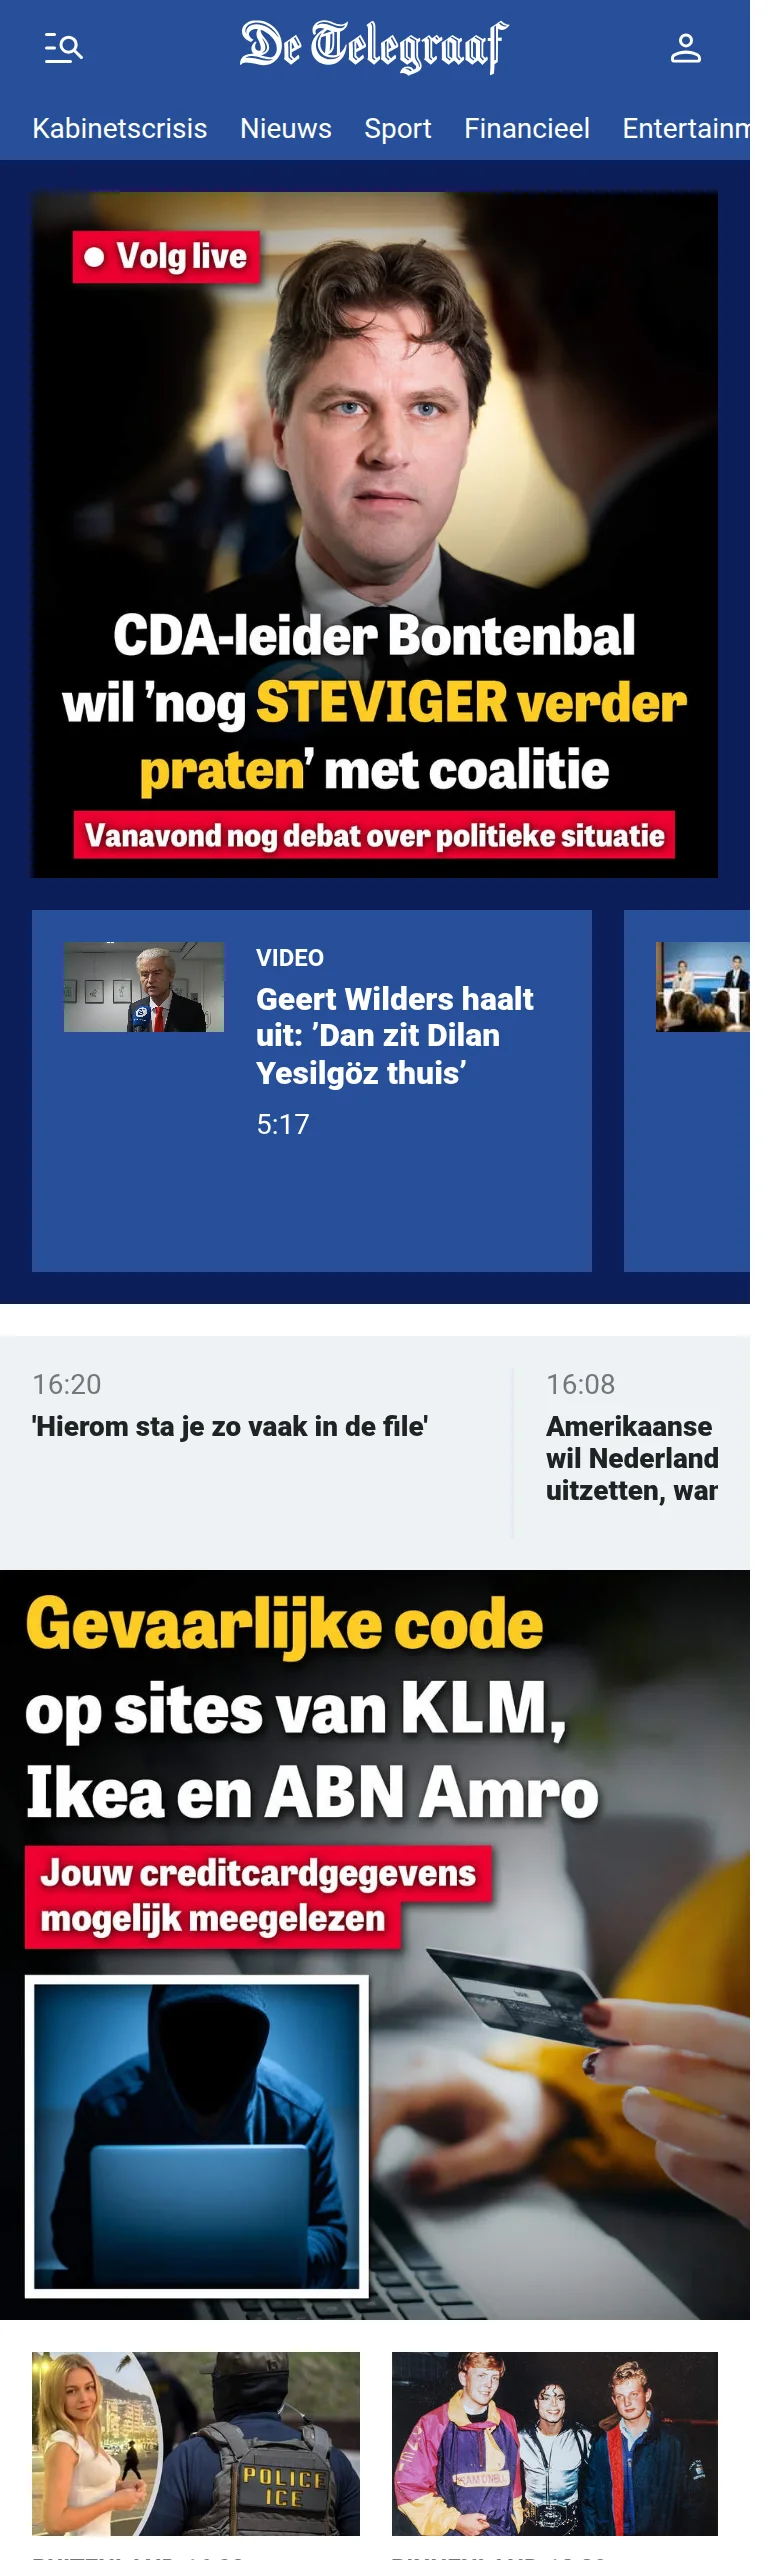 De Telegraaf
Kabinetscrisis Nieuws Sport Financieel Entertainm
Volg live
CDA-leider Bontenbal
wil ’nog STEVIGER verder
praten’ met coalitie
Vanavond nog debat over politieke situatie
VIDEO
Geert Wilders haalt
uit: ’Dan zit Dilan
Yesilgöz thuis’
5:17
16:20
'Hierom sta je zo vaak in de file'
16:08
Amerikaanse
wil Nederland
uitzetten, war
Gevaarlijke code
op sites van KLM,
Ikea en ABN Amro
Jouw creditcardgegevens
mogelijk meegelezen
POLICE
ICE